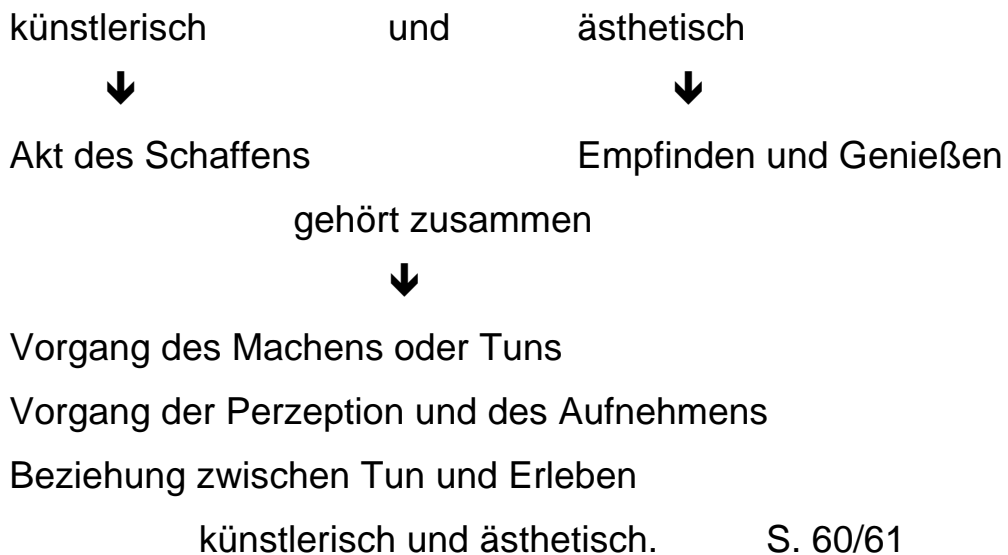 künstlerisch und ästhetisch
🡻 🡻
Akt des Schaffens Empfinden und Genießen
gehört zusammen
🡻
Vorgang des Machens oder Tuns
Vorgang der Perzeption und des Aufnehmens
Beziehung zwischen Tun und Erleben
künstlerisch und ästhetisch. S. 60/61